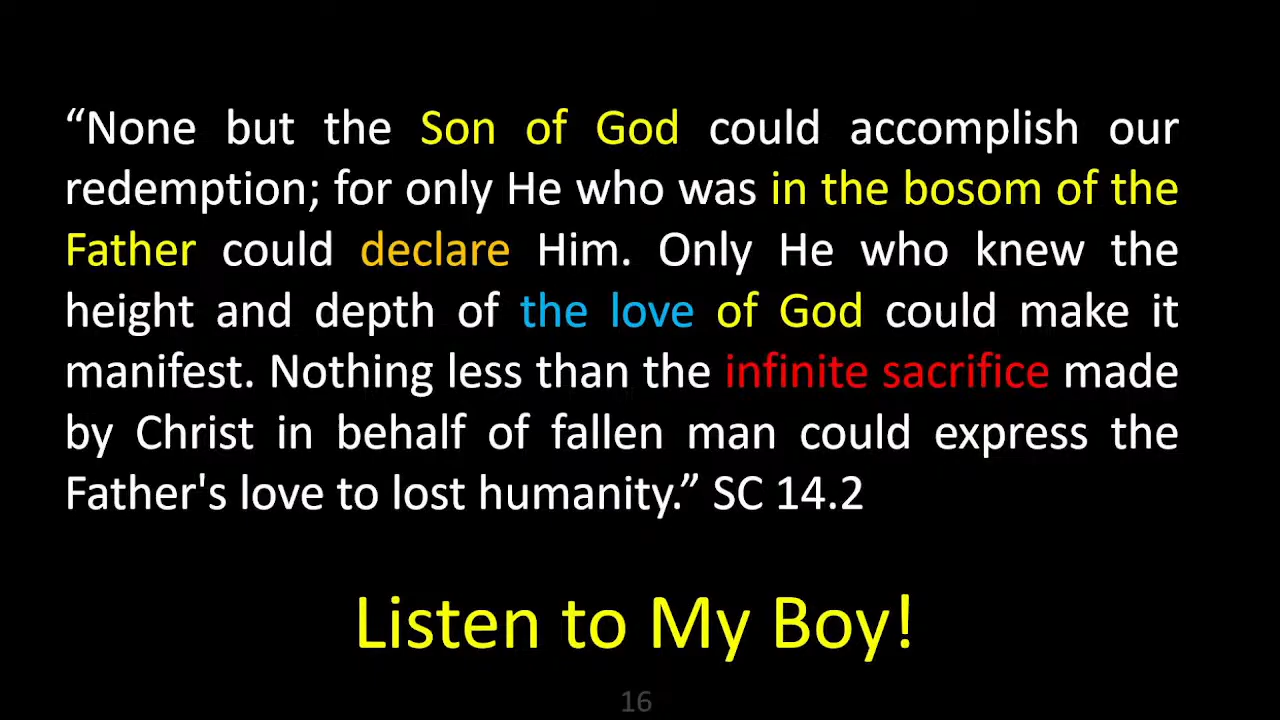 “None but the Son of God could accomplish our
redemption; for only He who was in the bosom of the
Father could declare Him. Only He who knew the
height and depth of the love of God could make it
manifest. Nothing less than the infinite sacrifice made
by Christ in behalf of fallen man could express the
Father's love to lost humanity.” SC 14.2
Listen to My Boy!
16